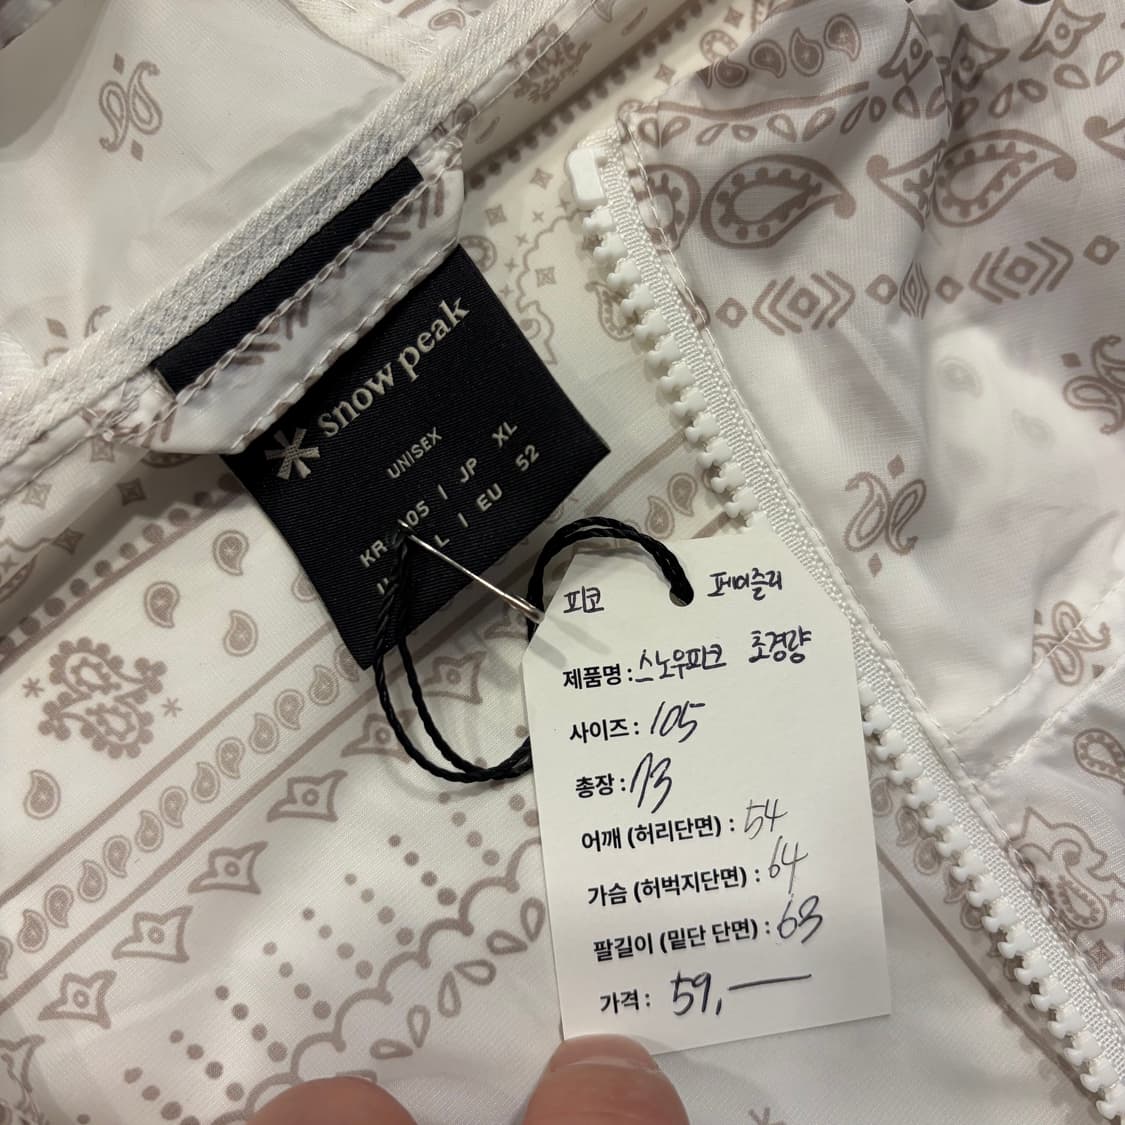 snow peak
UNISEX
KR 105 | JP XL
L | EU 52
피코 페이즐리
제품명 : 스노우피크 초경량
사이즈 : 105
총장 : 73
어깨 (허리단면) : 54
가슴 (허벅지단면) : 64
팔길이 (밑단 단면) : 63
가격 : 59,—